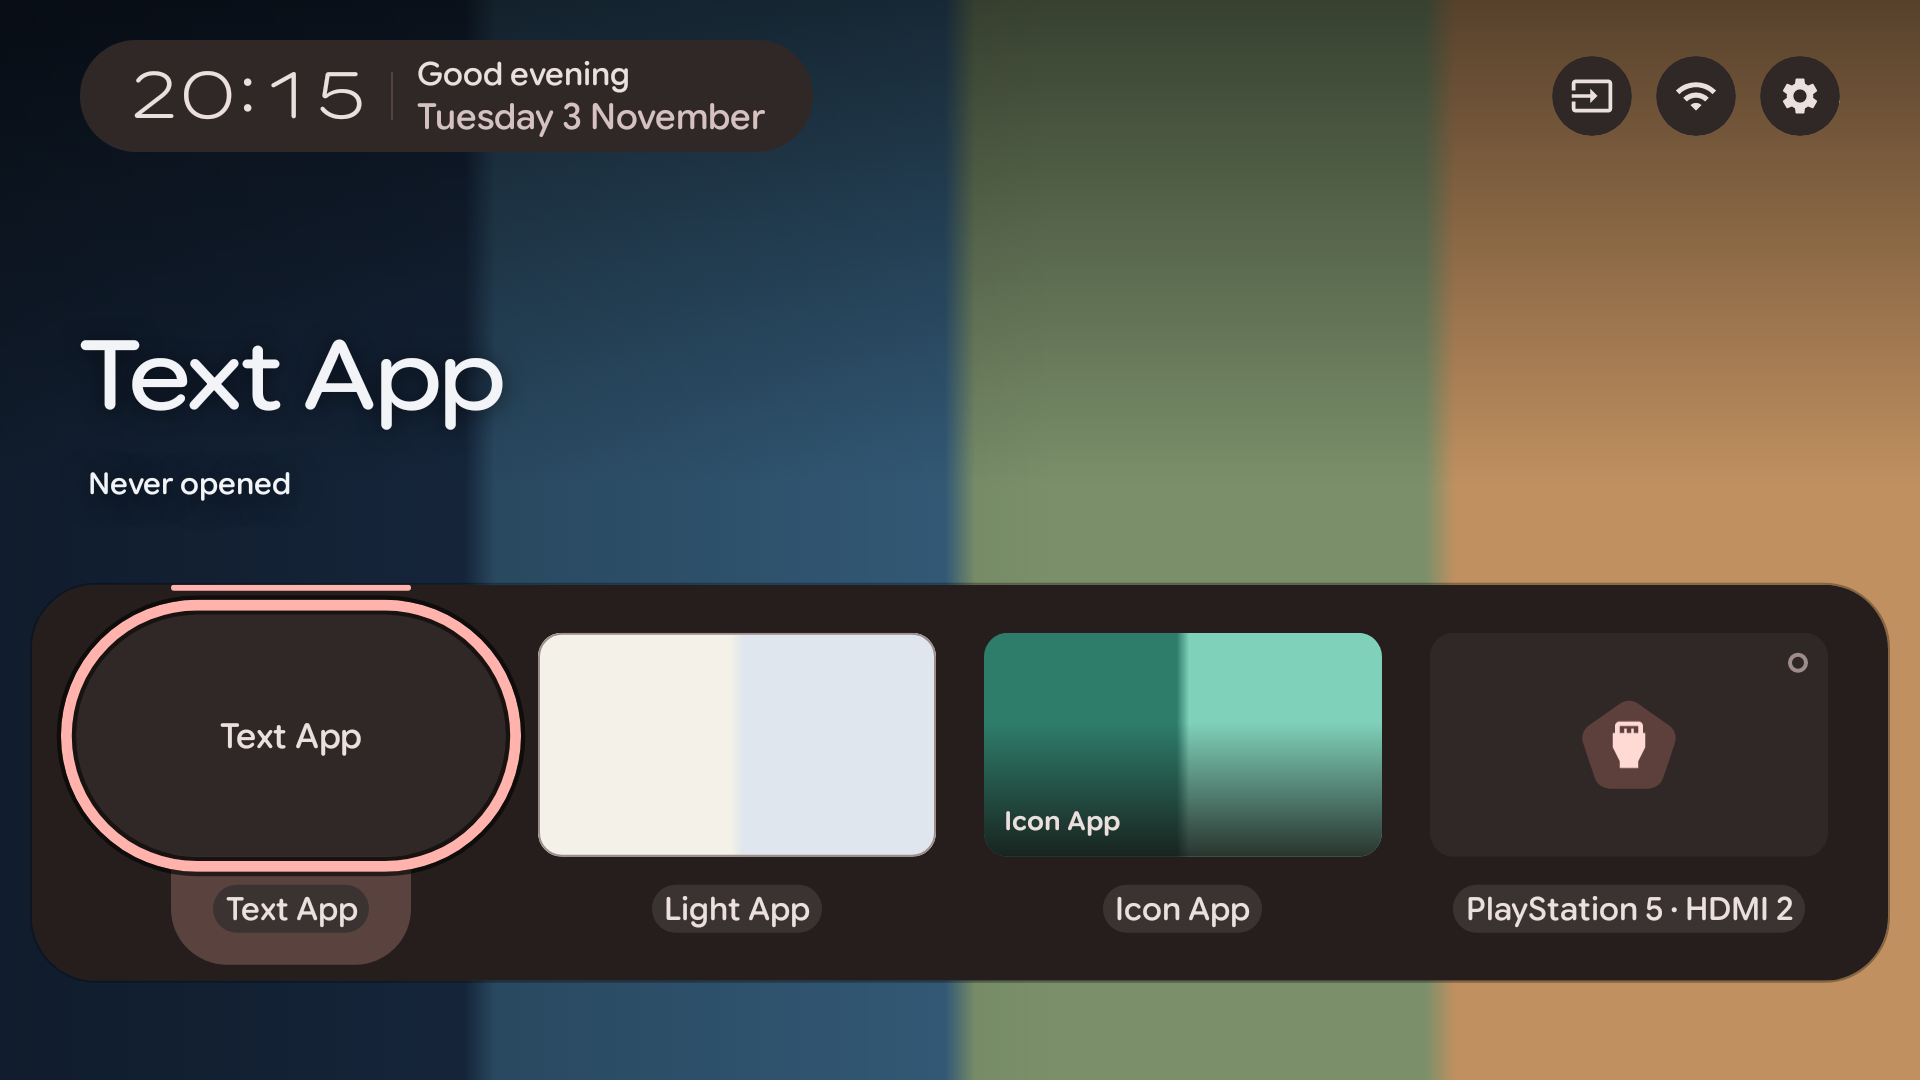 20:15
Good evening
Tuesday 3 November
Text App
Never opened
Text App
Icon App
Text App
Light App
Icon App
PlayStation 5 · HDMI 2